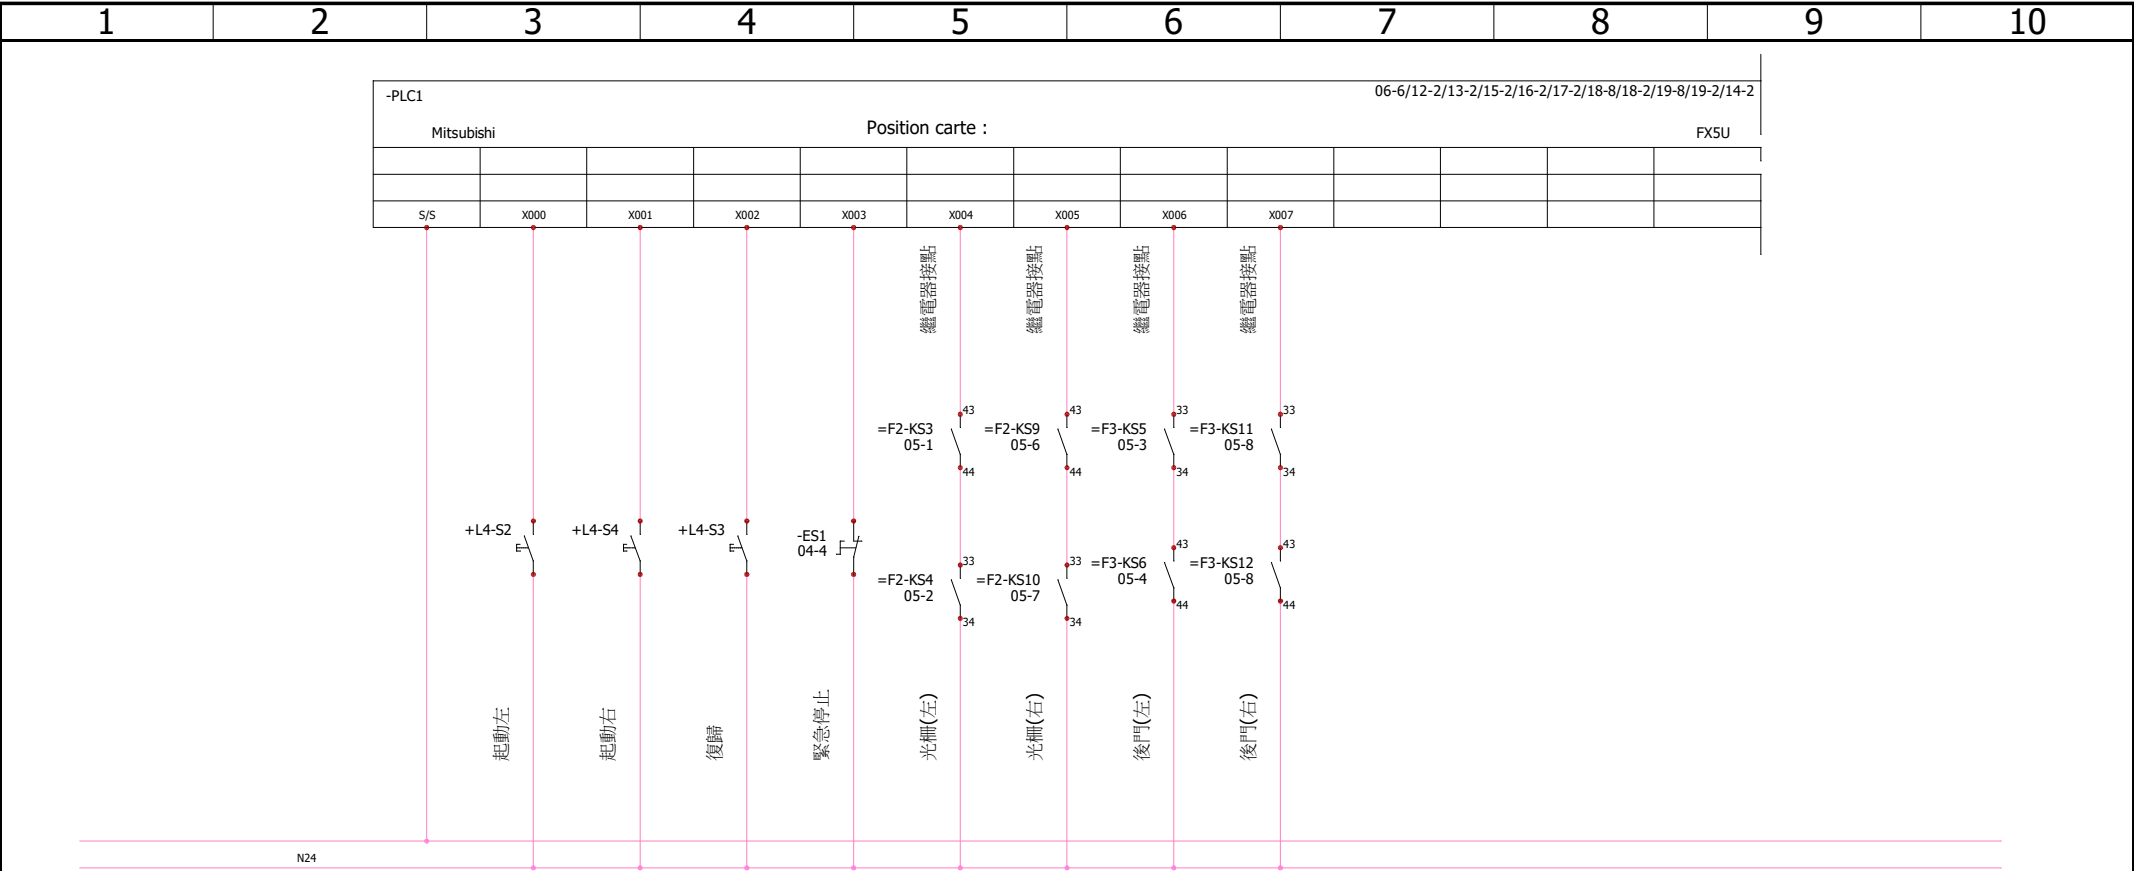 1 2 3 4 5 6 7 8 9 10
-PLC1 06-6/12-2/13-2/15-2/16-2/17-2/18-8/18-2/19-8/19-2/14-2
Mitsubishi Position carte : FX5U
S/S X000 X001 X002 X003 X004 X005 X006 X007
繼電器接點 繼電器接點 繼電器接點 繼電器接點
43 43 33 33
=F2-KS3 =F2-KS9 =F3-KS5 =F3-KS11
05-1 05-6 05-3 05-8
44 44 34 34
+L4-S2 +L4-S4 +L4-S3 -ES1
04-4
43 43
33 33 =F3-KS6 =F3-KS12
=F2-KS4 =F2-KS10 05-4 05-8
05-2 05-7
44 44
34 34
起動左 起動右 復歸 緊急停止 光柵(左) 光柵(右) 後門(左) 後門(右)
N24